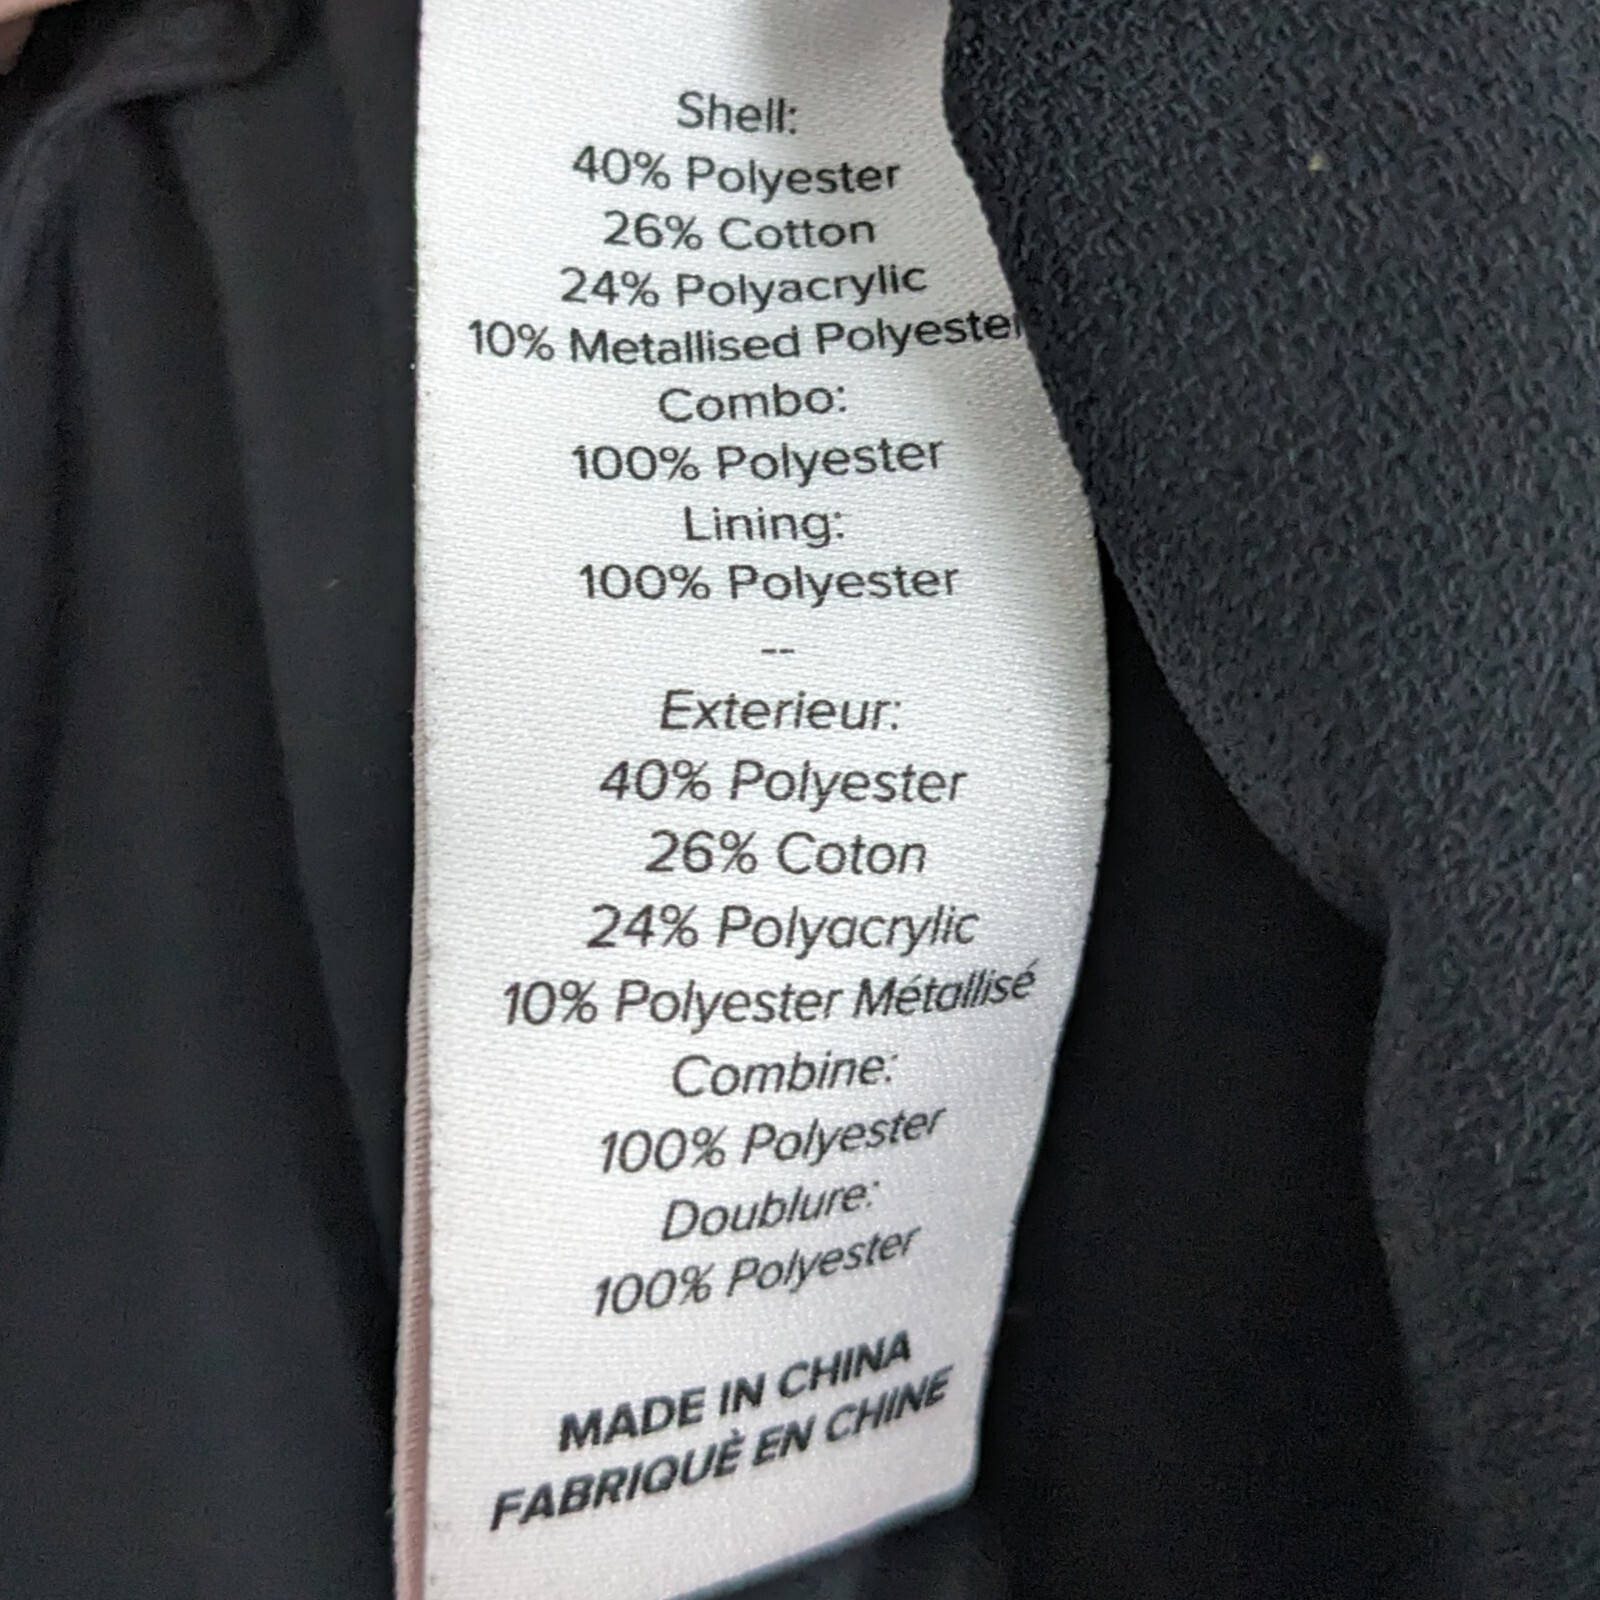 Shell:
40% Polyester
26% Cotton
24% Polyacrylic
10% Metallised Polyester
Combo:
100% Polyester
Lining:
100% Polyester
--
Exterieur:
40% Polyester
26% Coton
24% Polyacrylic
10% Polyester Métallisé
Combine:
100% Polyester
Doublure:
100% Polyester
MADE IN CHINA
FABRIQUÈ EN CHINE